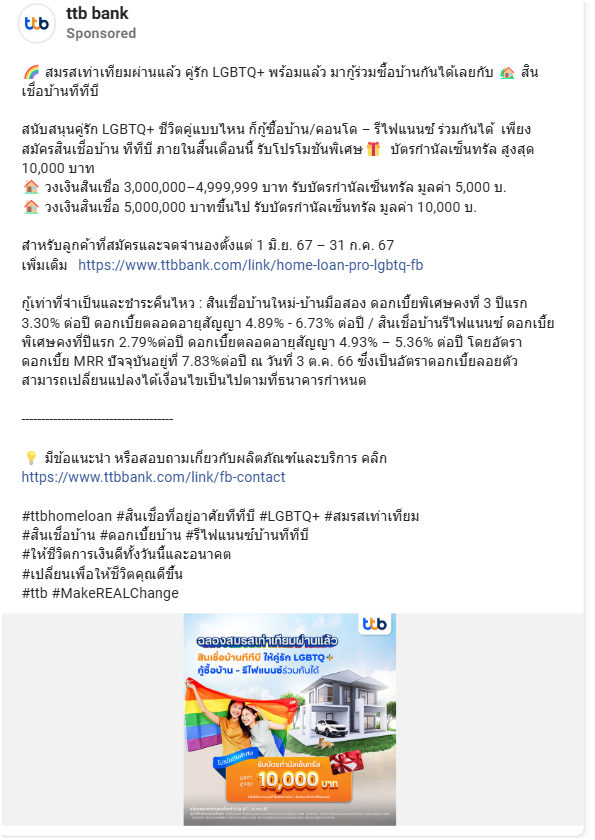 ttb
ttb bank
Sponsored
🌈 สมรสเท่าเทียมผ่านแล้ว คู่รัก LGBTQ+ พร้อมแล้ว มากู้ร่วมซื้อบ้านกันได้เลยกับ 🏠 สิน
เชื่อบ้านทีทีบี
สนับสนุนคู่รัก LGBTQ+ ชีวิตคู่แบบไหน ก็กู้ซื้อบ้าน/คอนโด – รีไฟแนนซ์ ร่วมกันได้ เพียง
สมัครสินเชื่อบ้าน ทีทีบี ภายในสิ้นเดือนนี้ รับโปรโมชันพิเศษ🎁 บัตรกำนัลเซ็นทรัล สูงสุด
10,000 บาท
🏠 วงเงินสินเชื่อ 3,000,000–4,999,999 บาท รับบัตรกำนัลเซ็นทรัล มูลค่า 5,000 บ.
🏠 วงเงินสินเชื่อ 5,000,000 บาทขึ้นไป รับบัตรกำนัลเซ็นทรัล มูลค่า 10,000 บ.
สำหรับลูกค้าที่สมัครและจดจำนองตั้งแต่ 1 มิ.ย. 67 – 31 ก.ค. 67
เพิ่มเติม https://www.ttbbank.com/link/home-loan-pro-lgbtq-fb
กู้เท่าที่จำเป็นและชำระคืนไหว : สินเชื่อบ้านใหม่-บ้านมือสอง ดอกเบี้ยพิเศษคงที่ 3 ปีแรก
3.30% ต่อปี ดอกเบี้ยตลอดอายุสัญญา 4.89% - 6.73% ต่อปี / สินเชื่อบ้านรีไฟแนนซ์ ดอกเบี้ย
พิเศษคงที่ปีแรก 2.79%ต่อปี ดอกเบี้ยตลอดอายุสัญญา 4.93% – 5.36% ต่อปี โดยอัตรา
ดอกเบี้ย MRR ปัจจุบันอยู่ที่ 7.83%ต่อปี ณ วันที่ 3 ต.ค. 66 ซึ่งเป็นอัตราดอกเบี้ยลอยตัว
สามารถเปลี่ยนแปลงได้เงื่อนไขเป็นไปตามที่ธนาคารกำหนด
--------------------------------------
💡 มีข้อแนะนำ หรือสอบถามเกี่ยวกับผลิตภัณฑ์และบริการ คลิก
https://www.ttbbank.com/link/fb-contact
#ttbhomeloan #สินเชื่อที่อยู่อาศัยทีทีบี #LGBTQ+ #สมรสเท่าเทียม
#สินเชื่อบ้าน #ดอกเบี้ยบ้าน #รีไฟแนนซ์บ้านทีทีบี
#ให้ชีวิตการเงินดีทั้งวันนี้และอนาคต
#เปลี่ยนเพื่อให้ชีวิตคุณดีขึ้น
#ttb #MakeREALChange
ttb
ฉลองสมรสเท่าเทียมผ่านแล้ว
สินเชื่อบ้านทีทีบี ให้คู่รัก LGBTQ+
กู้ซื้อบ้าน - รีไฟแนนซ์ร่วมกันได้
โปรโมชันพิเศษ
รับบัตรกำนัลเซ็นทรัล
มูลค่าสูงสุด 10,000 บาท